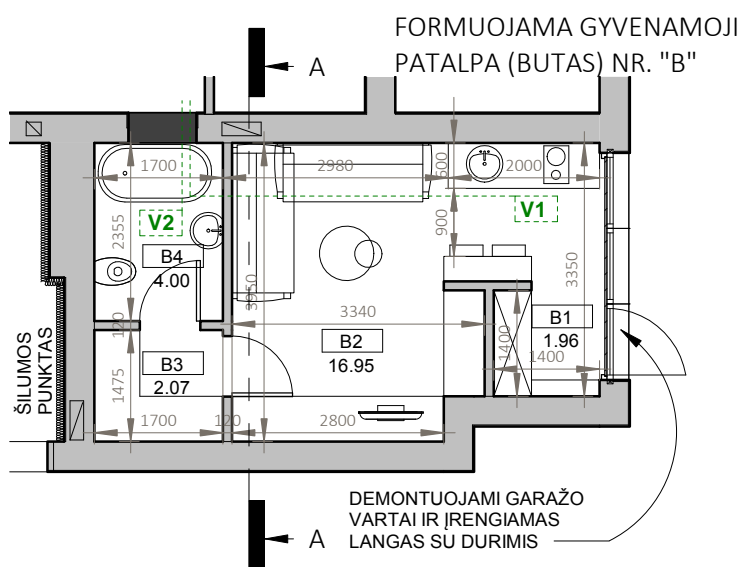 FORMUOJAMA GYVENAMOJI
PATALPA (BUTAS) NR. "B"
A
1700
2980
600
2000
V2
V1
2355
900
B4
4.00
3950
3350
3340
B1
1.96
120
B2
16.95
1400
1400
B3
2.07
ŠILUMOS
PUNKTAS
1475
1700
120
2800
DEMONTUOJAMI GARAŽO
VARTAI IR ĮRENGIAMAS
LANGAS SU DURIMIS
A